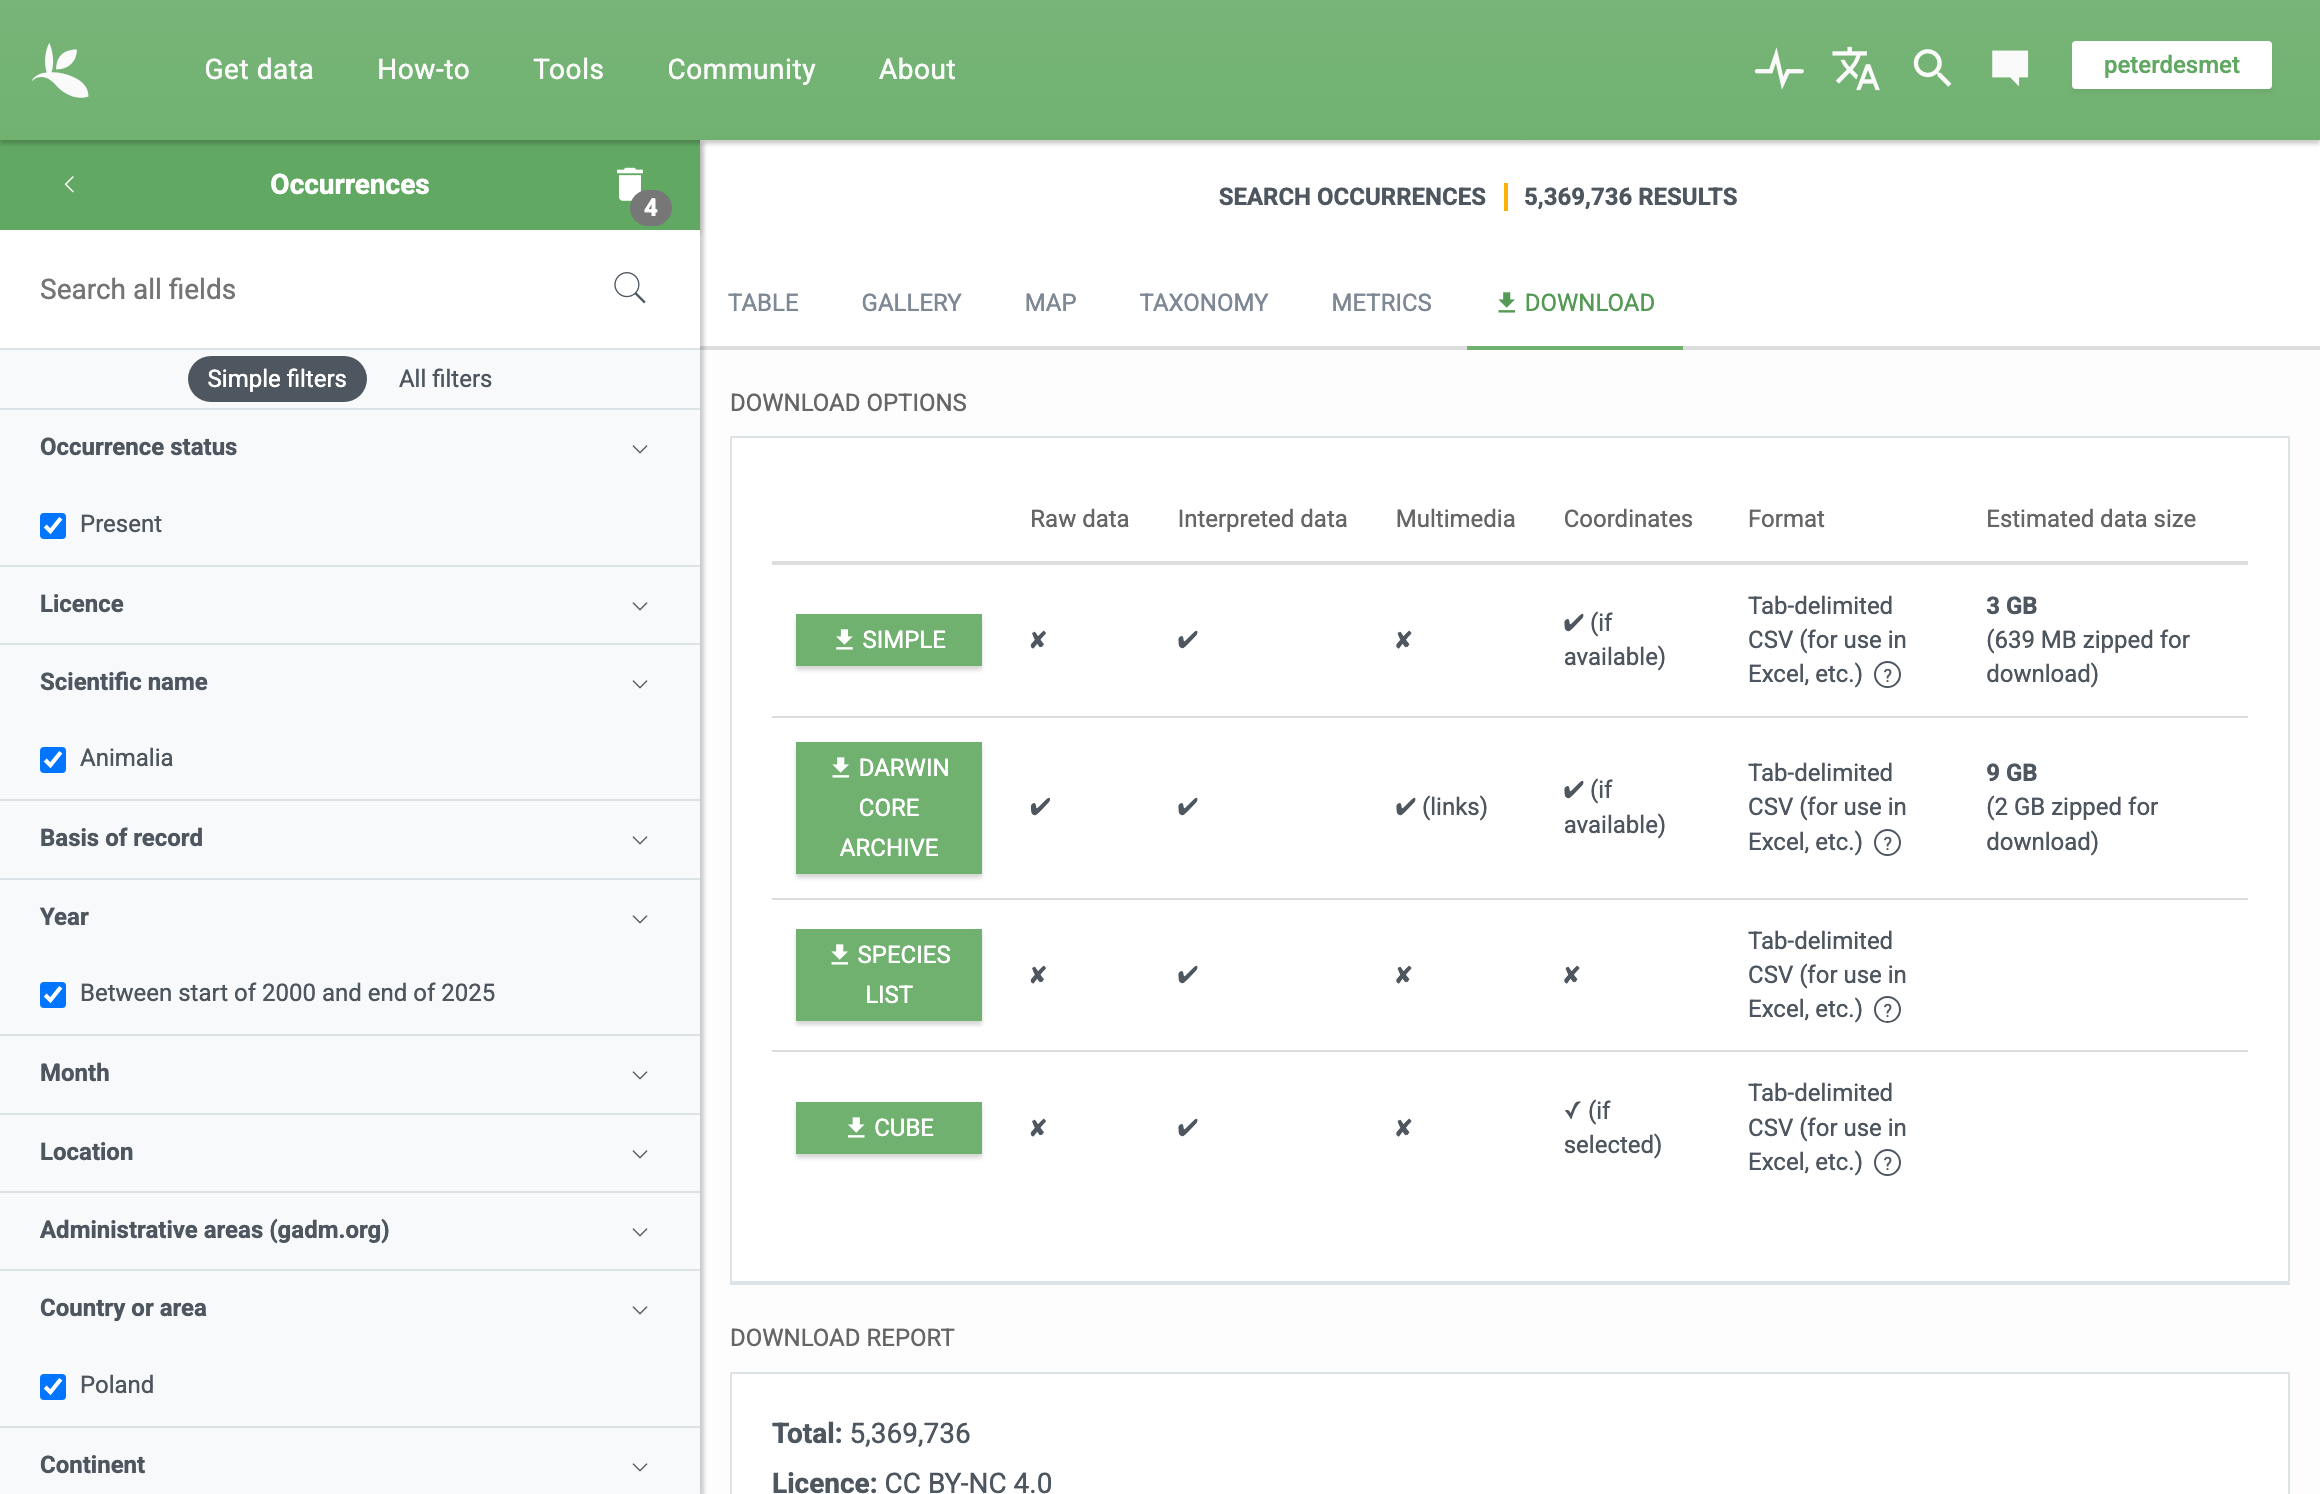 Get data How-to Tools Community About peterdesmet
Occurrences
4
Search all fields
Simple filters All filters
Occurrence status
Present
Licence
Scientific name
Animalia
Basis of record
Year
Between start of 2000 and end of 2025
Month
Location
Administrative areas (gadm.org)
Country or area
Poland
Continent
SEARCH OCCURRENCES | 5,369,736 RESULTS
TABLE GALLERY MAP TAXONOMY METRICS DOWNLOAD
DOWNLOAD OPTIONS
Raw data Interpreted data Multimedia Coordinates Format Estimated data size
SIMPLE ✘ ✔ ✘ ✔ (if available) Tab-delimited CSV (for use in Excel, etc.) ? 3 GB (639 MB zipped for download)
DARWIN CORE ARCHIVE ✔ ✔ ✔ (links) ✔ (if available) Tab-delimited CSV (for use in Excel, etc.) ? 9 GB (2 GB zipped for download)
SPECIES LIST ✘ ✔ ✘ ✘ Tab-delimited CSV (for use in Excel, etc.) ?
CUBE ✘ ✔ ✘ ✓ (if selected) Tab-delimited CSV (for use in Excel, etc.) ?
DOWNLOAD REPORT
Total: 5,369,736
Licence: CC BY-NC 4.0